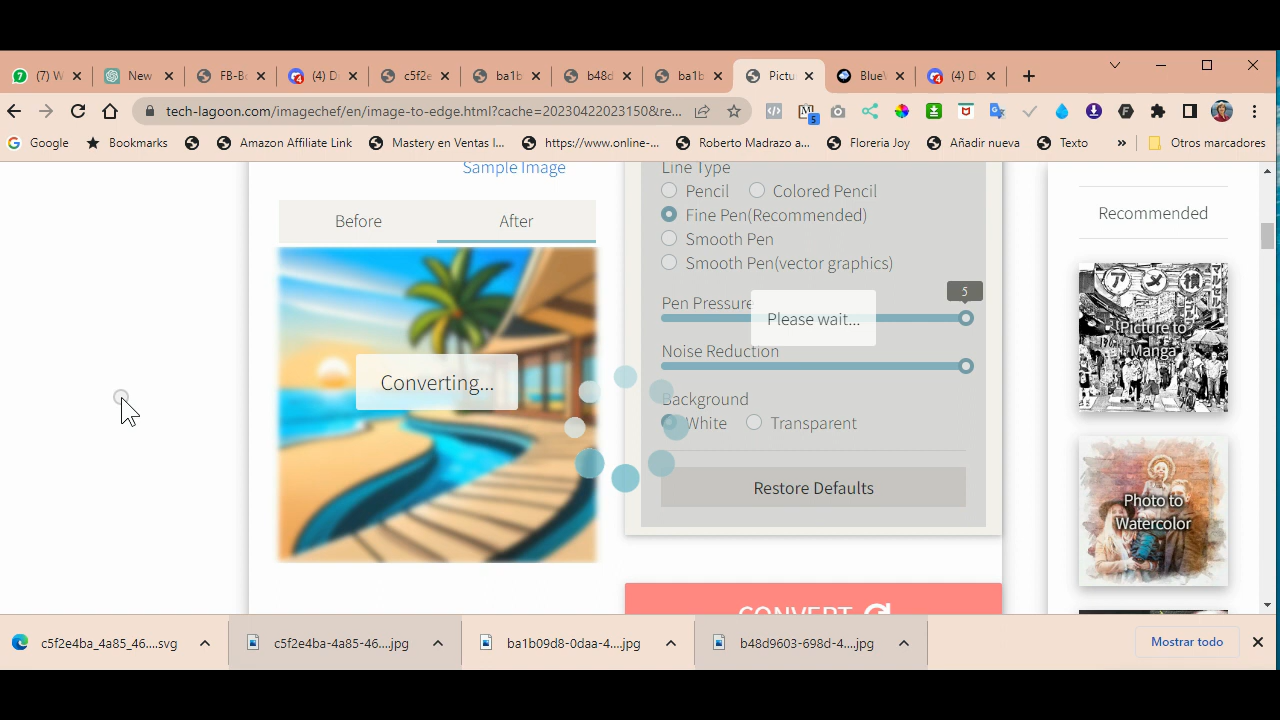 (7) W
New
FB-Bo
(4) D
c5f2e
ba1b
b48d
ba1b
Pictu
Blue
(4) D
tech-lagoon.com/imagechef/en/image-to-edge.html?cache=20230422023150&re...
5
Google
Bookmarks
Amazon Affiliate Link
Mastery en Ventas I...
https://www.online-...
Roberto Madrazo a...
Floreria Joy
Añadir nueva
Texto
»
Otros marcadores
Sample Image
Before
After
Converting...
Line Type
Pencil
Colored Pencil
Fine Pen(Recommended)
Smooth Pen
Smooth Pen(vector graphics)
Pen Pressure
5
Please wait...
Noise Reduction
Background
White
Transparent
Restore Defaults
CONVERT
Recommended
アメ横
Picture to
Manga
Photo to
Watercolor
c5f2e4ba_4a85_46....svg
c5f2e4ba-4a85-46....jpg
ba1b09d8-0daa-4....jpg
b48d9603-698d-4....jpg
Mostrar todo